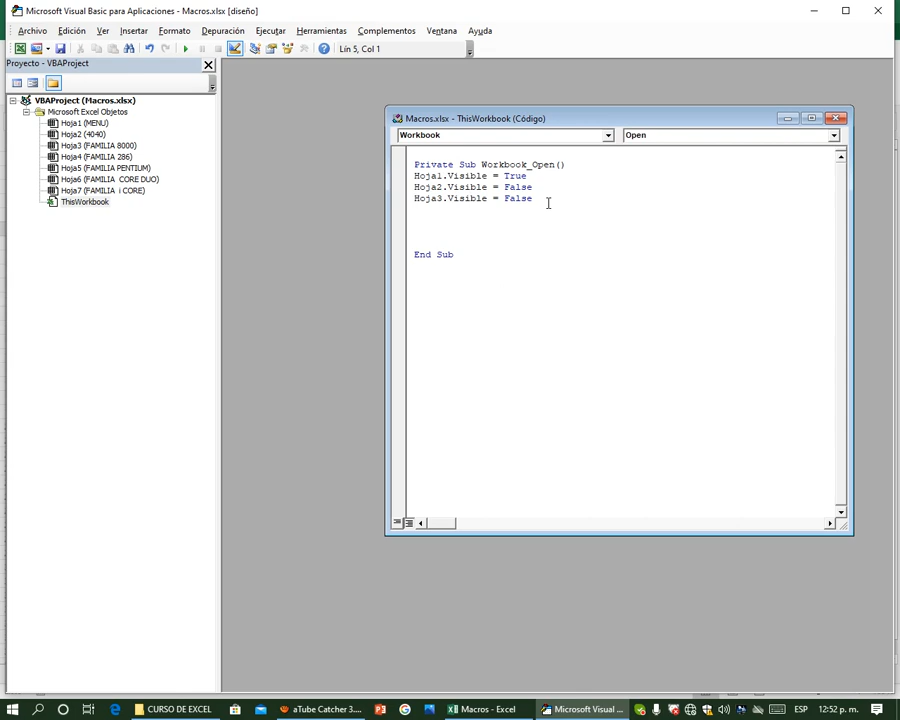 Microsoft Visual Basic para Aplicaciones - Macros.xlsx [diseño]
Archivo Edición Ver Insertar Formato Depuración Ejecutar Herramientas Complementos Ventana Ayuda
Lín 5, Col 1
Proyecto - VBAProject
VBAProject (Macros.xlsx)
Microsoft Excel Objetos
Hoja1 (MENU)
Hoja2 (4040)
Hoja3 (FAMILIA 8000)
Hoja4 (FAMILIA 286)
Hoja5 (FAMILIA PENTIUM)
Hoja6 (FAMILIA CORE DUO)
Hoja7 (FAMILIA i CORE)
ThisWorkbook
Macros.xlsx - ThisWorkbook (Código)
Workbook Open
Private Sub Workbook_Open()
Hoja1.Visible = True
Hoja2.Visible = False
Hoja3.Visible = False
End Sub
CURSO DE EXCEL aTube Catcher 3.... Macros - Excel Microsoft Visual ... ESP 12:52 p. m.